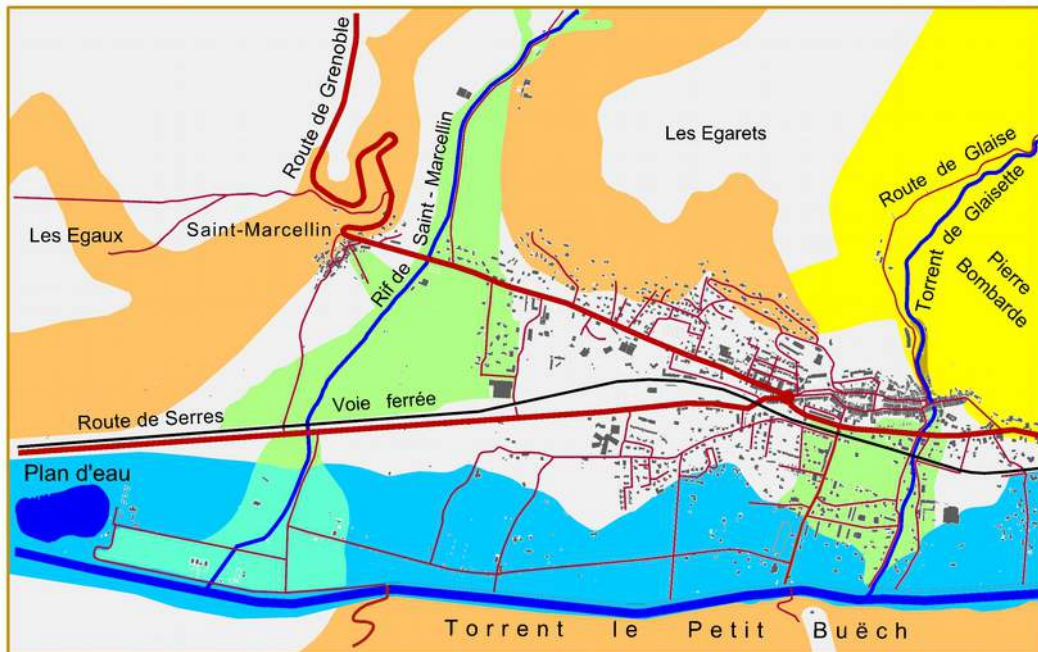 Route de Grenoble
Les Egarets
Route de Glaise
Torrent de Glaisette
Pierre
Bombarde
Rif de Saint - Marcellin
Saint-Marcellin
Les Egaux
Route de Serres
Voie ferrée
Plan d'eau
Torrent le Petit Buëch